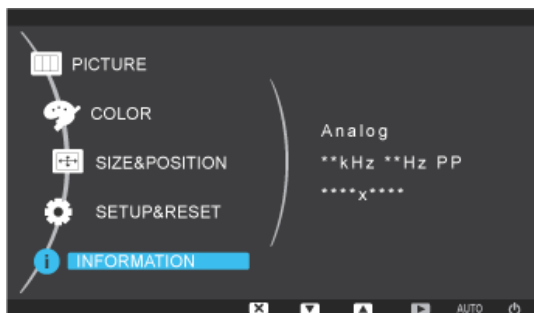 PICTURE
COLOR
SIZE&POSITION
SETUP&RESET
INFORMATION
Analog
**kHz **Hz PP
****x****
AUTO